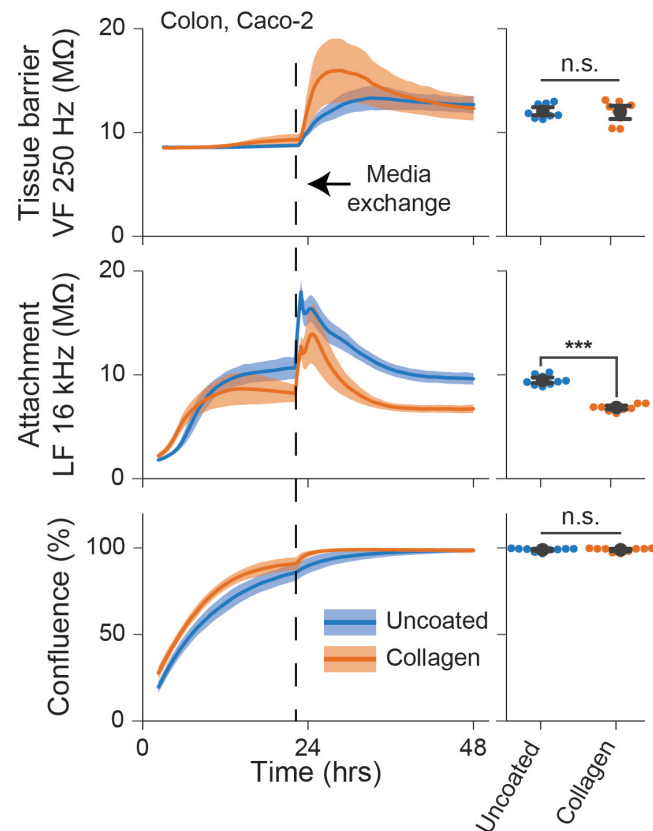 Colon, Caco-2
Tissue barrier
VF 250 Hz (MΩ)
20
10
0
Media
exchange
n.s.
Attachment
LF 16 kHz (MΩ)
20
10
0
***
Confluence (%)
100
50
0
Uncoated
Collagen
n.s.
0
24
48
Time (hrs)
Uncoated
Collagen